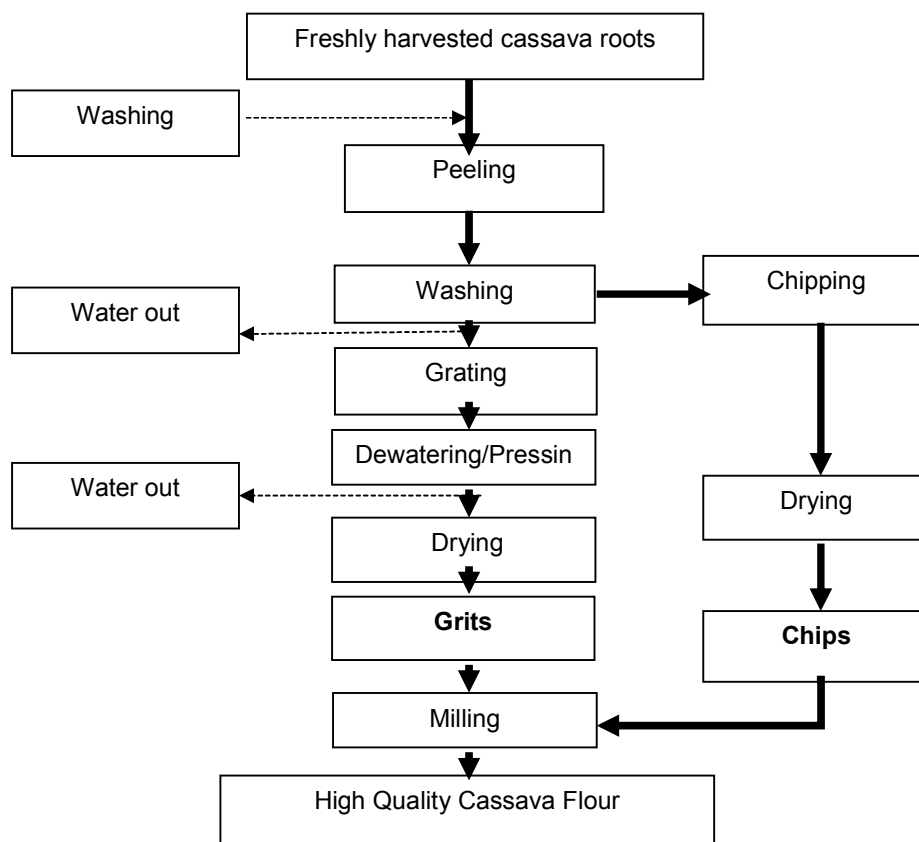 Freshly harvested cassava roots
Washing
Peeling
Washing
Chipping
Water out
Grating
Dewatering/Pressin
Water out
Drying
Drying
Grits
Chips
Milling
High Quality Cassava Flour